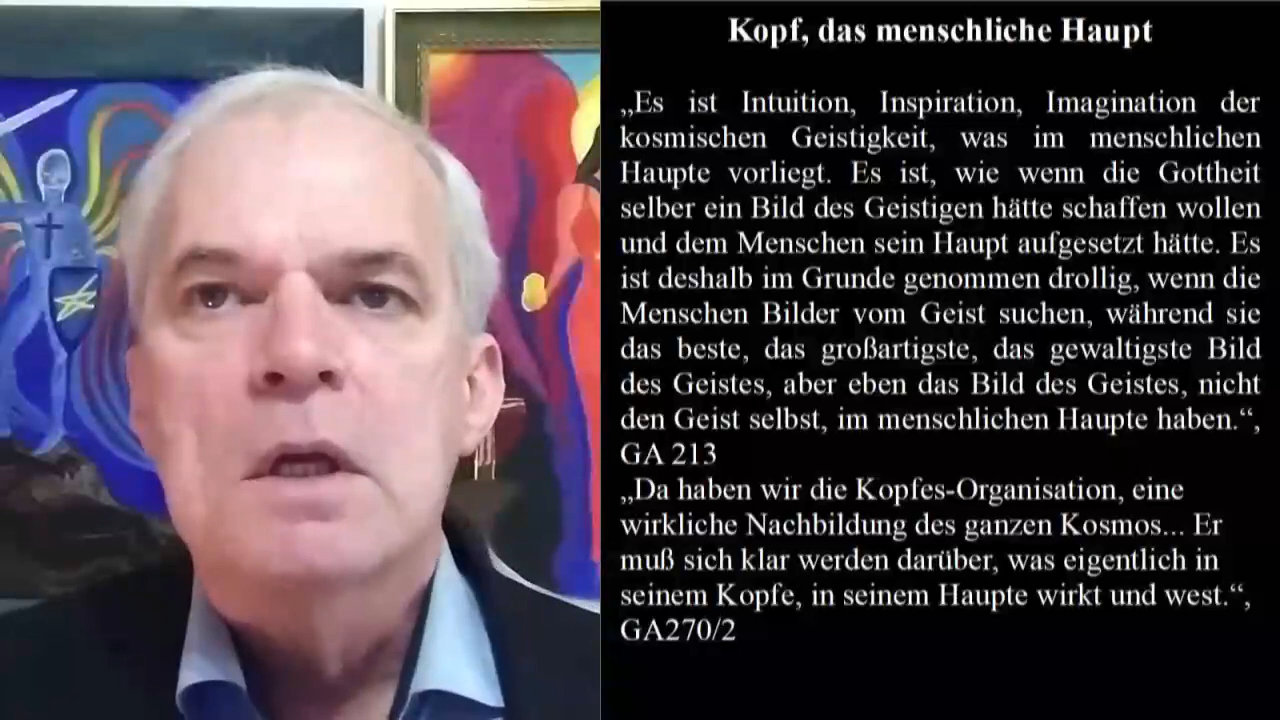 Kopf, das menschliche Haupt
„Es ist Intuition, Inspiration, Imagination der
kosmischen Geistigkeit, was im menschlichen
Haupte vorliegt. Es ist, wie wenn die Gottheit
selber ein Bild des Geistigen hätte schaffen wollen
und dem Menschen sein Haupt aufgesetzt hätte. Es
ist deshalb im Grunde genommen drollig, wenn die
Menschen Bilder vom Geist suchen, während sie
das beste, das großartigste, das gewaltigste Bild
des Geistes, aber eben das Bild des Geistes, nicht
den Geist selbst, im menschlichen Haupte haben.“,
GA 213
„Da haben wir die Kopfes-Organisation, eine
wirkliche Nachbildung des ganzen Kosmos... Er
muß sich klar werden darüber, was eigentlich in
seinem Kopfe, in seinem Haupte wirkt und west.“,
GA270/2